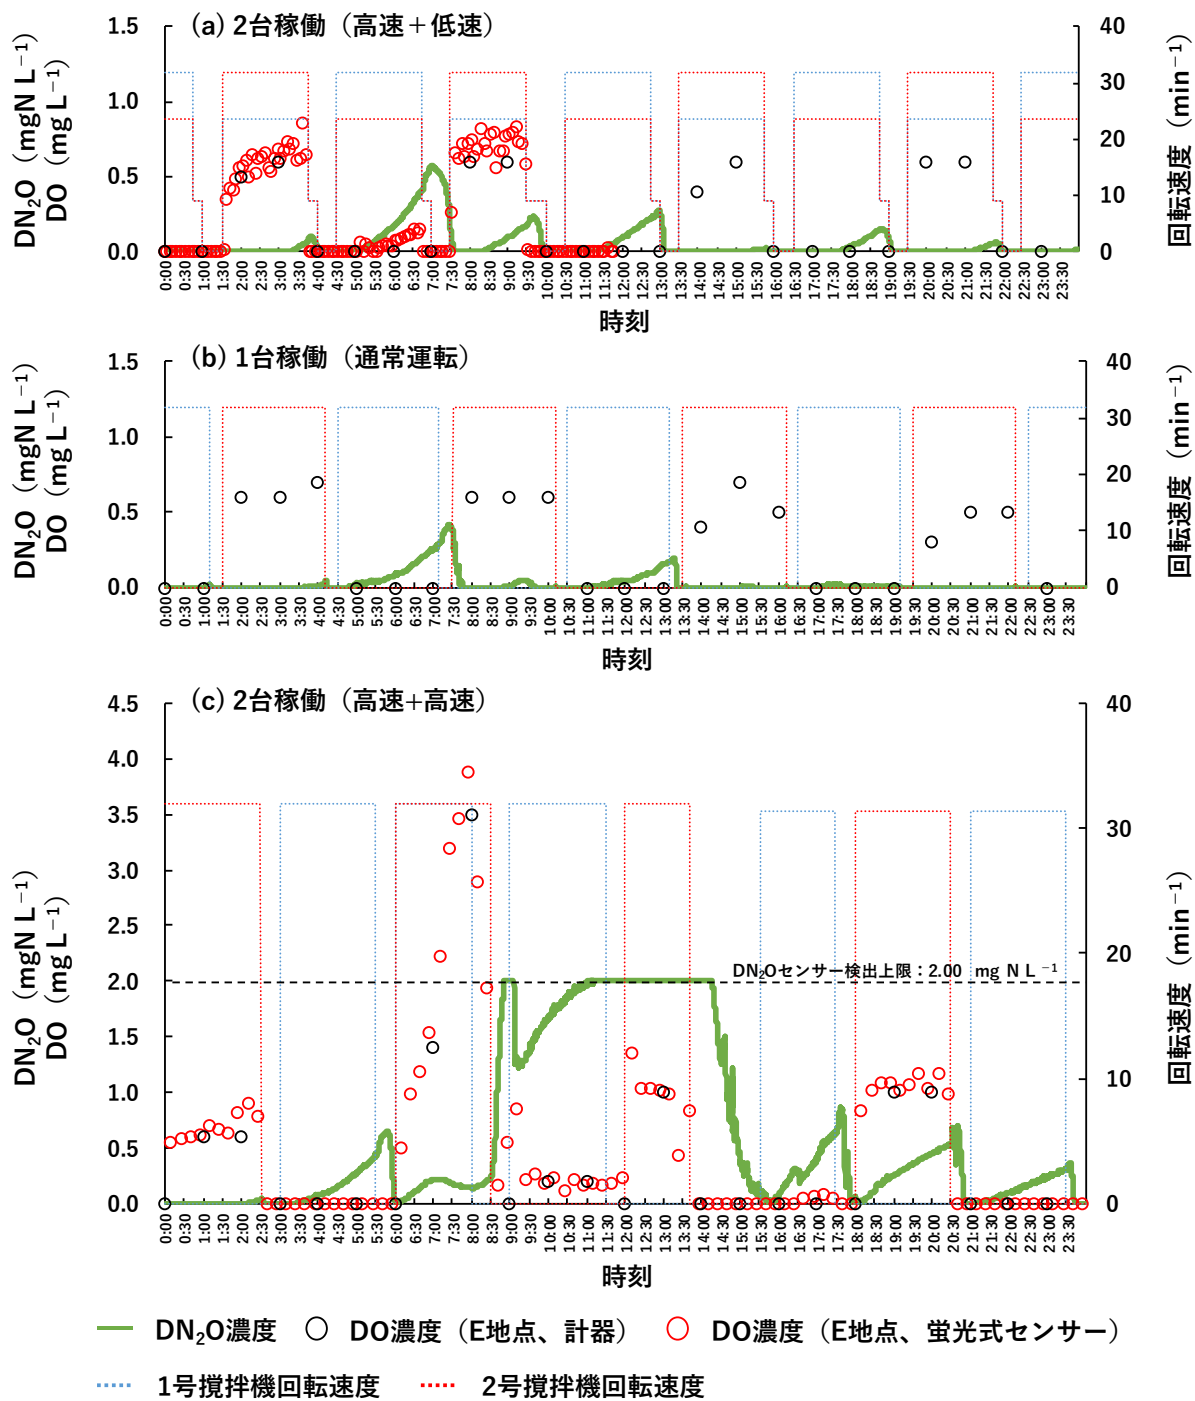 (a) 2台稼働（高速＋低速）
DN₂O（mgN L⁻¹）
DO（mg L⁻¹）
1.5
1.0
0.5
0.0
40
30
20
10
0
回転速度（min⁻¹）
0:00 0:30 1:00 1:30 2:00 2:30 3:00 3:30 4:00 4:30 5:00 5:30 6:00 6:30 7:00 7:30 8:00 8:30 9:00 9:30 10:00 10:30 11:00 11:30 12:00 12:30 13:00 13:30 14:00 14:30 15:00 15:30 16:00 16:30 17:00 17:30 18:00 18:30 19:00 19:30 20:00 20:30 21:00 21:30 22:00 22:30 23:00 23:30
時刻
(b) 1台稼働（通常運転）
DN₂O（mgN L⁻¹）
DO（mg L⁻¹）
1.5
1.0
0.5
0.0
40
30
20
10
0
回転速度（min⁻¹）
0:00 0:30 1:00 1:30 2:00 2:30 3:00 3:30 4:00 4:30 5:00 5:30 6:00 6:30 7:00 7:30 8:00 8:30 9:00 9:30 10:00 10:30 11:00 11:30 12:00 12:30 13:00 13:30 14:00 14:30 15:00 15:30 16:00 16:30 17:00 17:30 18:00 18:30 19:00 19:30 20:00 20:30 21:00 21:30 22:00 22:30 23:00 23:30
時刻
(c) 2台稼働（高速+高速）
DN₂O（mgN L⁻¹）
DO（mg L⁻¹）
4.5
4.0
3.5
3.0
2.5
2.0
1.5
1.0
0.5
0.0
40
30
20
10
0
回転速度（min⁻¹）
DN₂Oセンサー検出上限：2.00 mg N L⁻¹
0:00 0:30 1:00 1:30 2:00 2:30 3:00 3:30 4:00 4:30 5:00 5:30 6:00 6:30 7:00 7:30 8:00 8:30 9:00 9:30 10:00 10:30 11:00 11:30 12:00 12:30 13:00 13:30 14:00 14:30 15:00 15:30 16:00 16:30 17:00 17:30 18:00 18:30 19:00 19:30 20:00 20:30 21:00 21:30 22:00 22:30 23:00 23:30
時刻
DN₂O濃度 DO濃度（E地点、計器） DO濃度（E地点、蛍光式センサー）
1号撹拌機回転速度 2号撹拌機回転速度